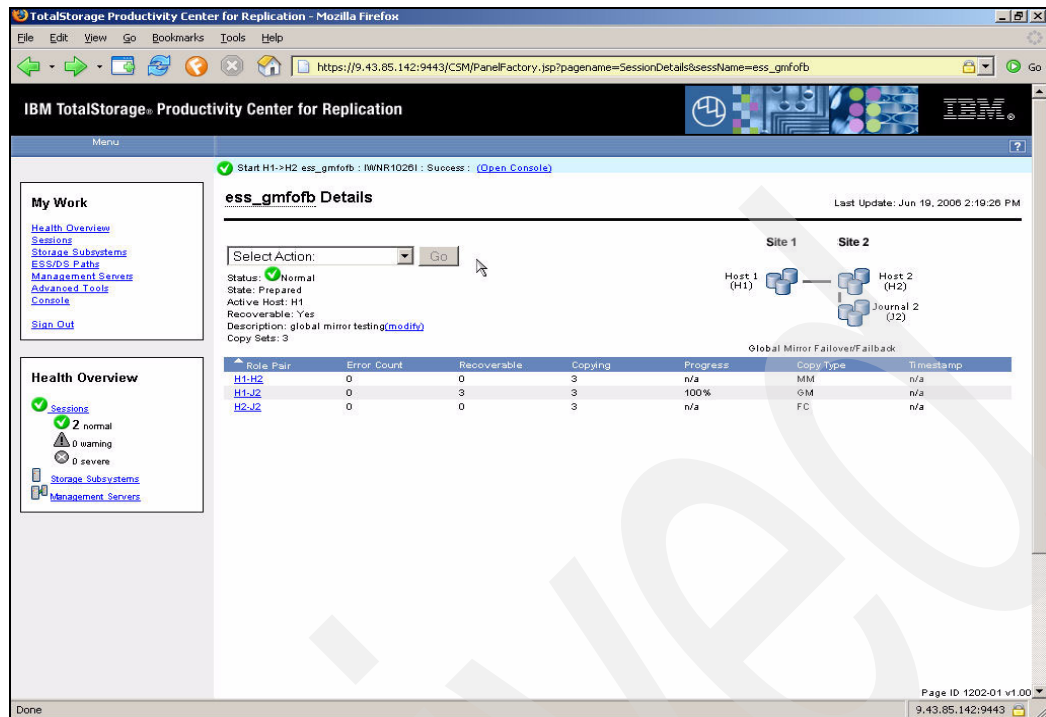 TotalStorage Productivity Center for Replication - Mozilla Firefox
File Edit View Go Bookmarks Tools Help
https://9.43.85.142:9443/CSM/PanelFactory.jsp?pagename=SessionDetails&sessName=ess_gmfofb
Go
IBM TotalStorage® Productivity Center for Replication
IBM®
Menu
?
Start H1->H2 ess_gmfofb : IWNR1026I : Success : (Open Console)
My Work
Health Overview
Sessions
Storage Subsystems
ESS/DS Paths
Management Servers
Advanced Tools
Console
Sign Out
Health Overview
Sessions
2 normal
0 warning
0 severe
Storage Subsystems
Management Servers
ess_gmfofb Details
Last Update: Jun 19, 2006 2:19:26 PM
Select Action:
Go
Status: Normal
State: Prepared
Active Host: H1
Recoverable: Yes
Description: global mirror testing(modify)
Copy Sets: 3
Site 1 Site 2
Host 1 (H1)
Host 2 (H2)
Journal 2 (J2)
Global Mirror Failover/Failback
Role Pair Error Count Recoverable Copying Progress Copy Type Timestamp
H1-H2 0 0 3 n/a MM n/a
H1-J2 0 3 3 100% GM n/a
H2-J2 0 0 3 n/a FC n/a
Page ID 1202-01 v1.00
Done
9.43.85.142:9443